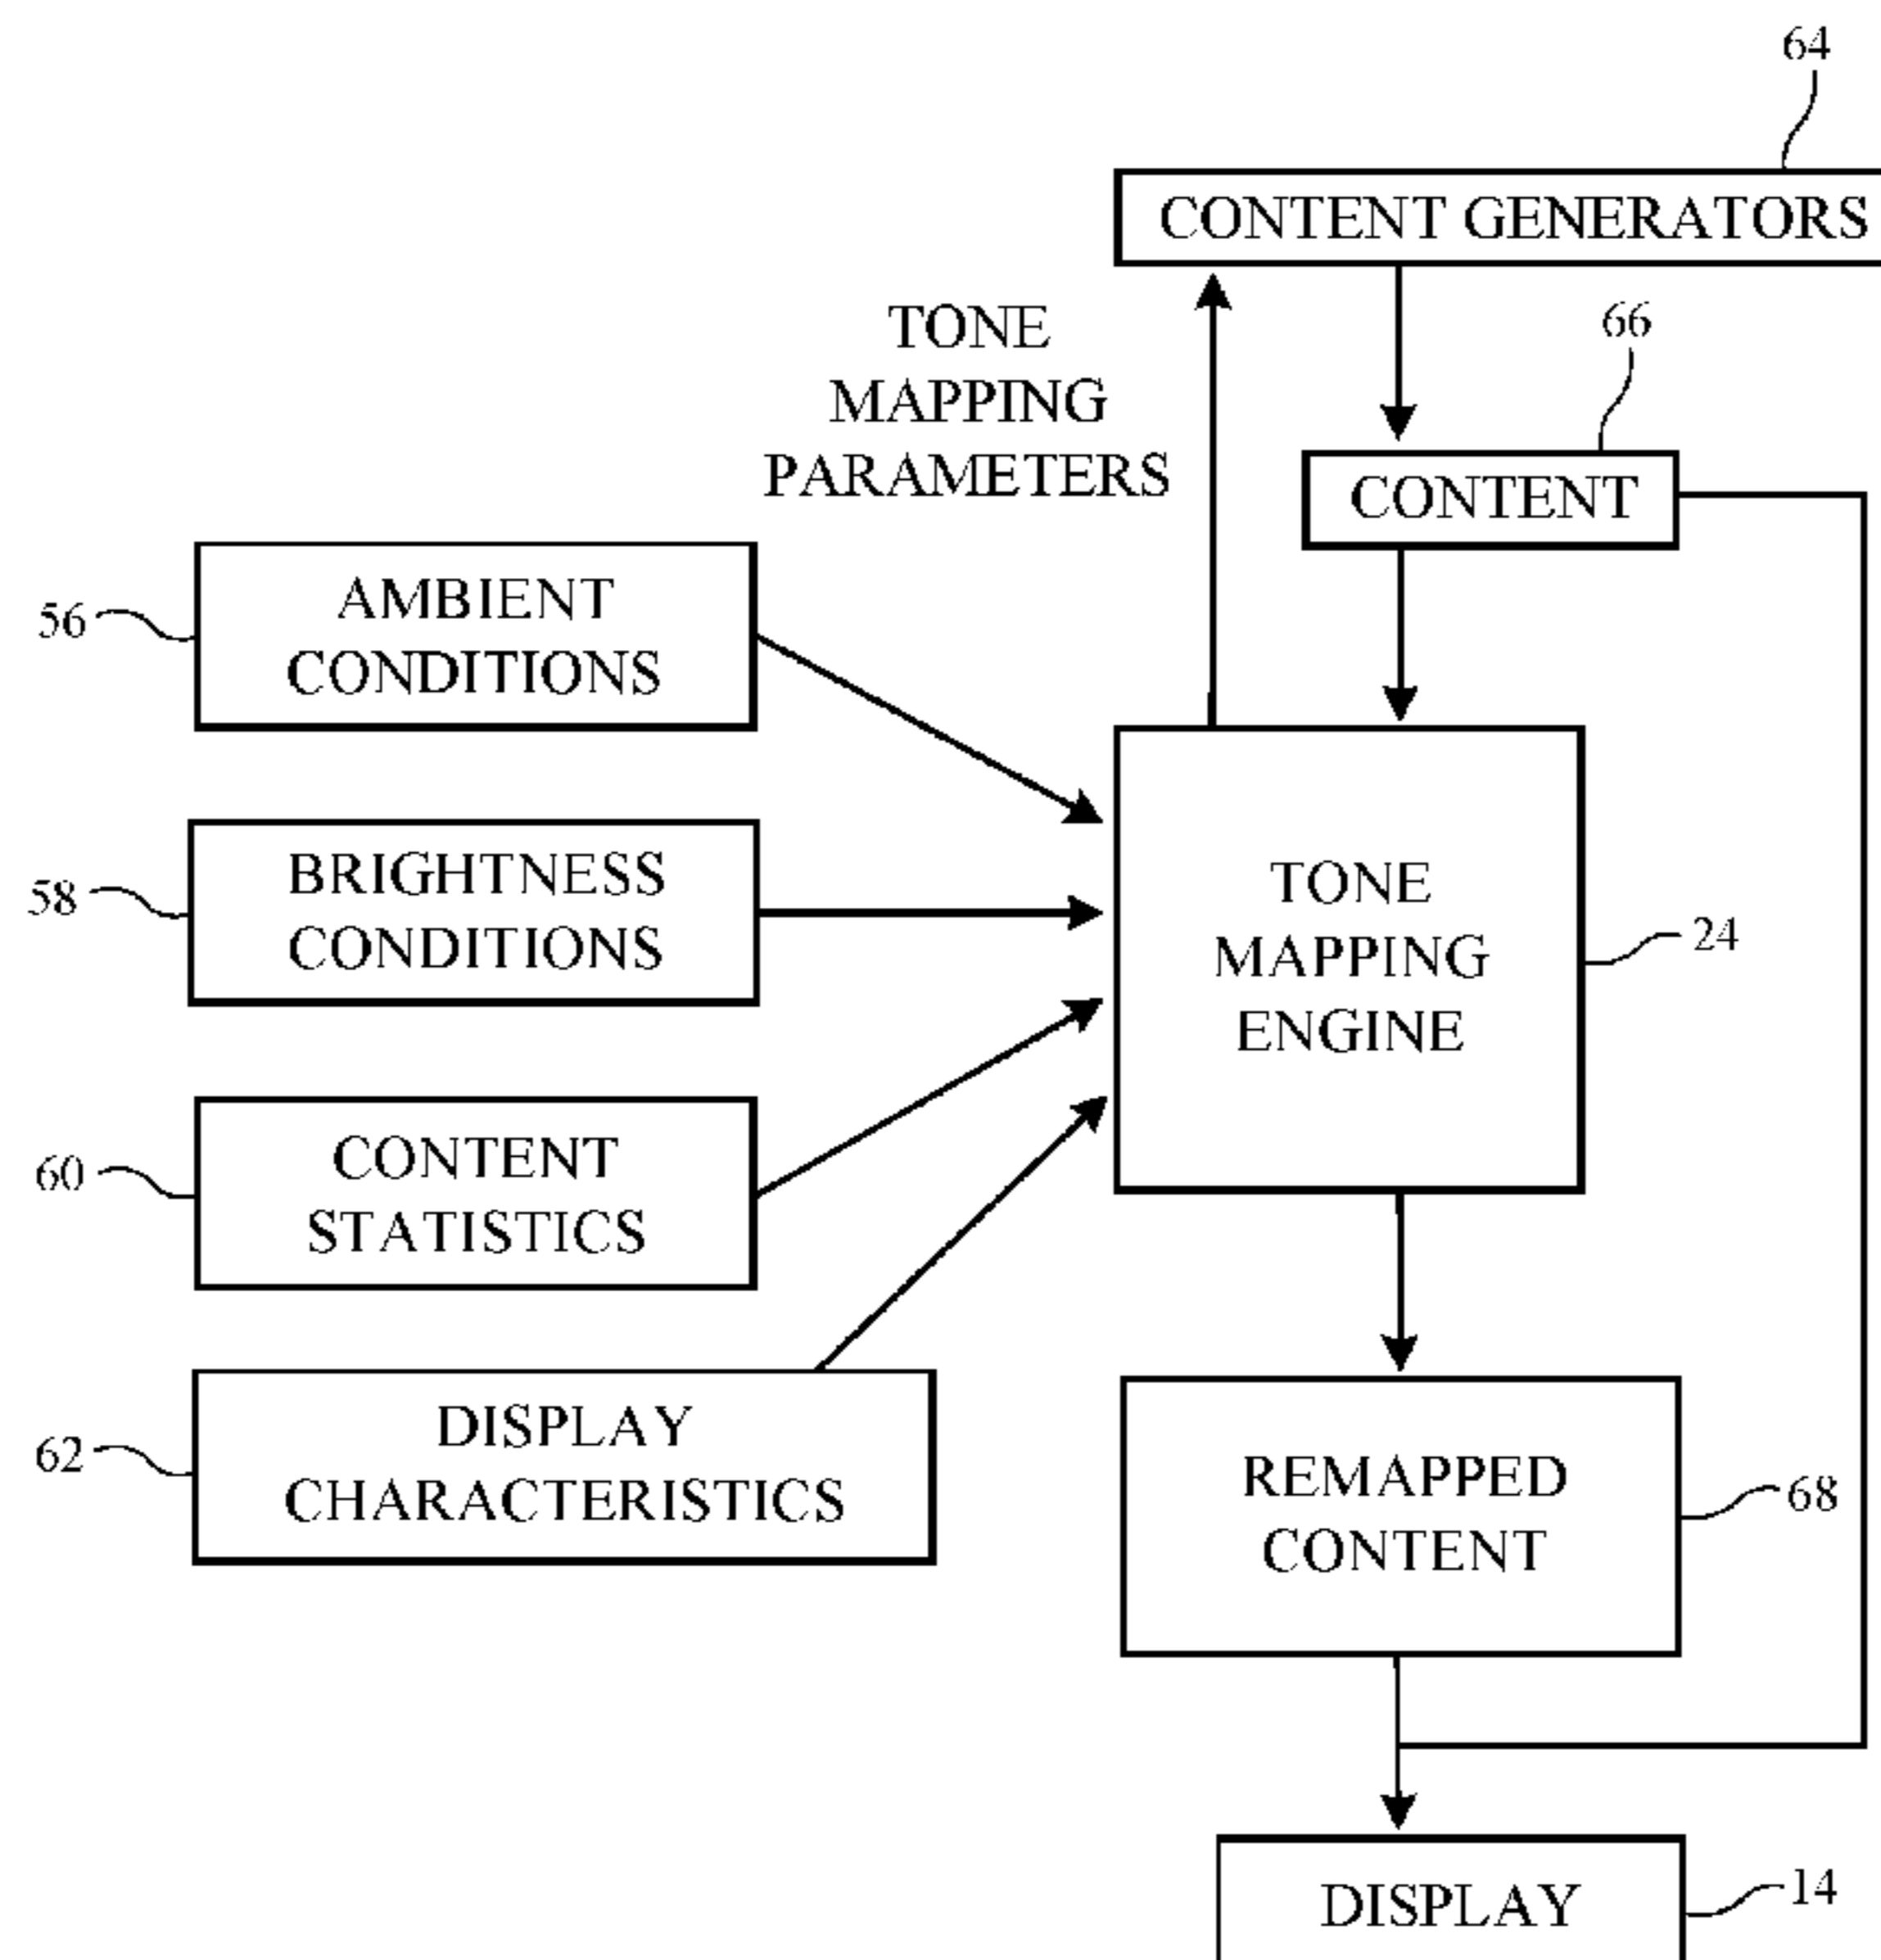 64
CONTENT GENERATORS
TONE
MAPPING
PARAMETERS
66
CONTENT
56
AMBIENT
CONDITIONS
58
BRIGHTNESS
CONDITIONS
TONE
MAPPING
ENGINE
24
60
CONTENT
STATISTICS
62
DISPLAY
CHARACTERISTICS
REMAPPED
CONTENT
68
DISPLAY
14